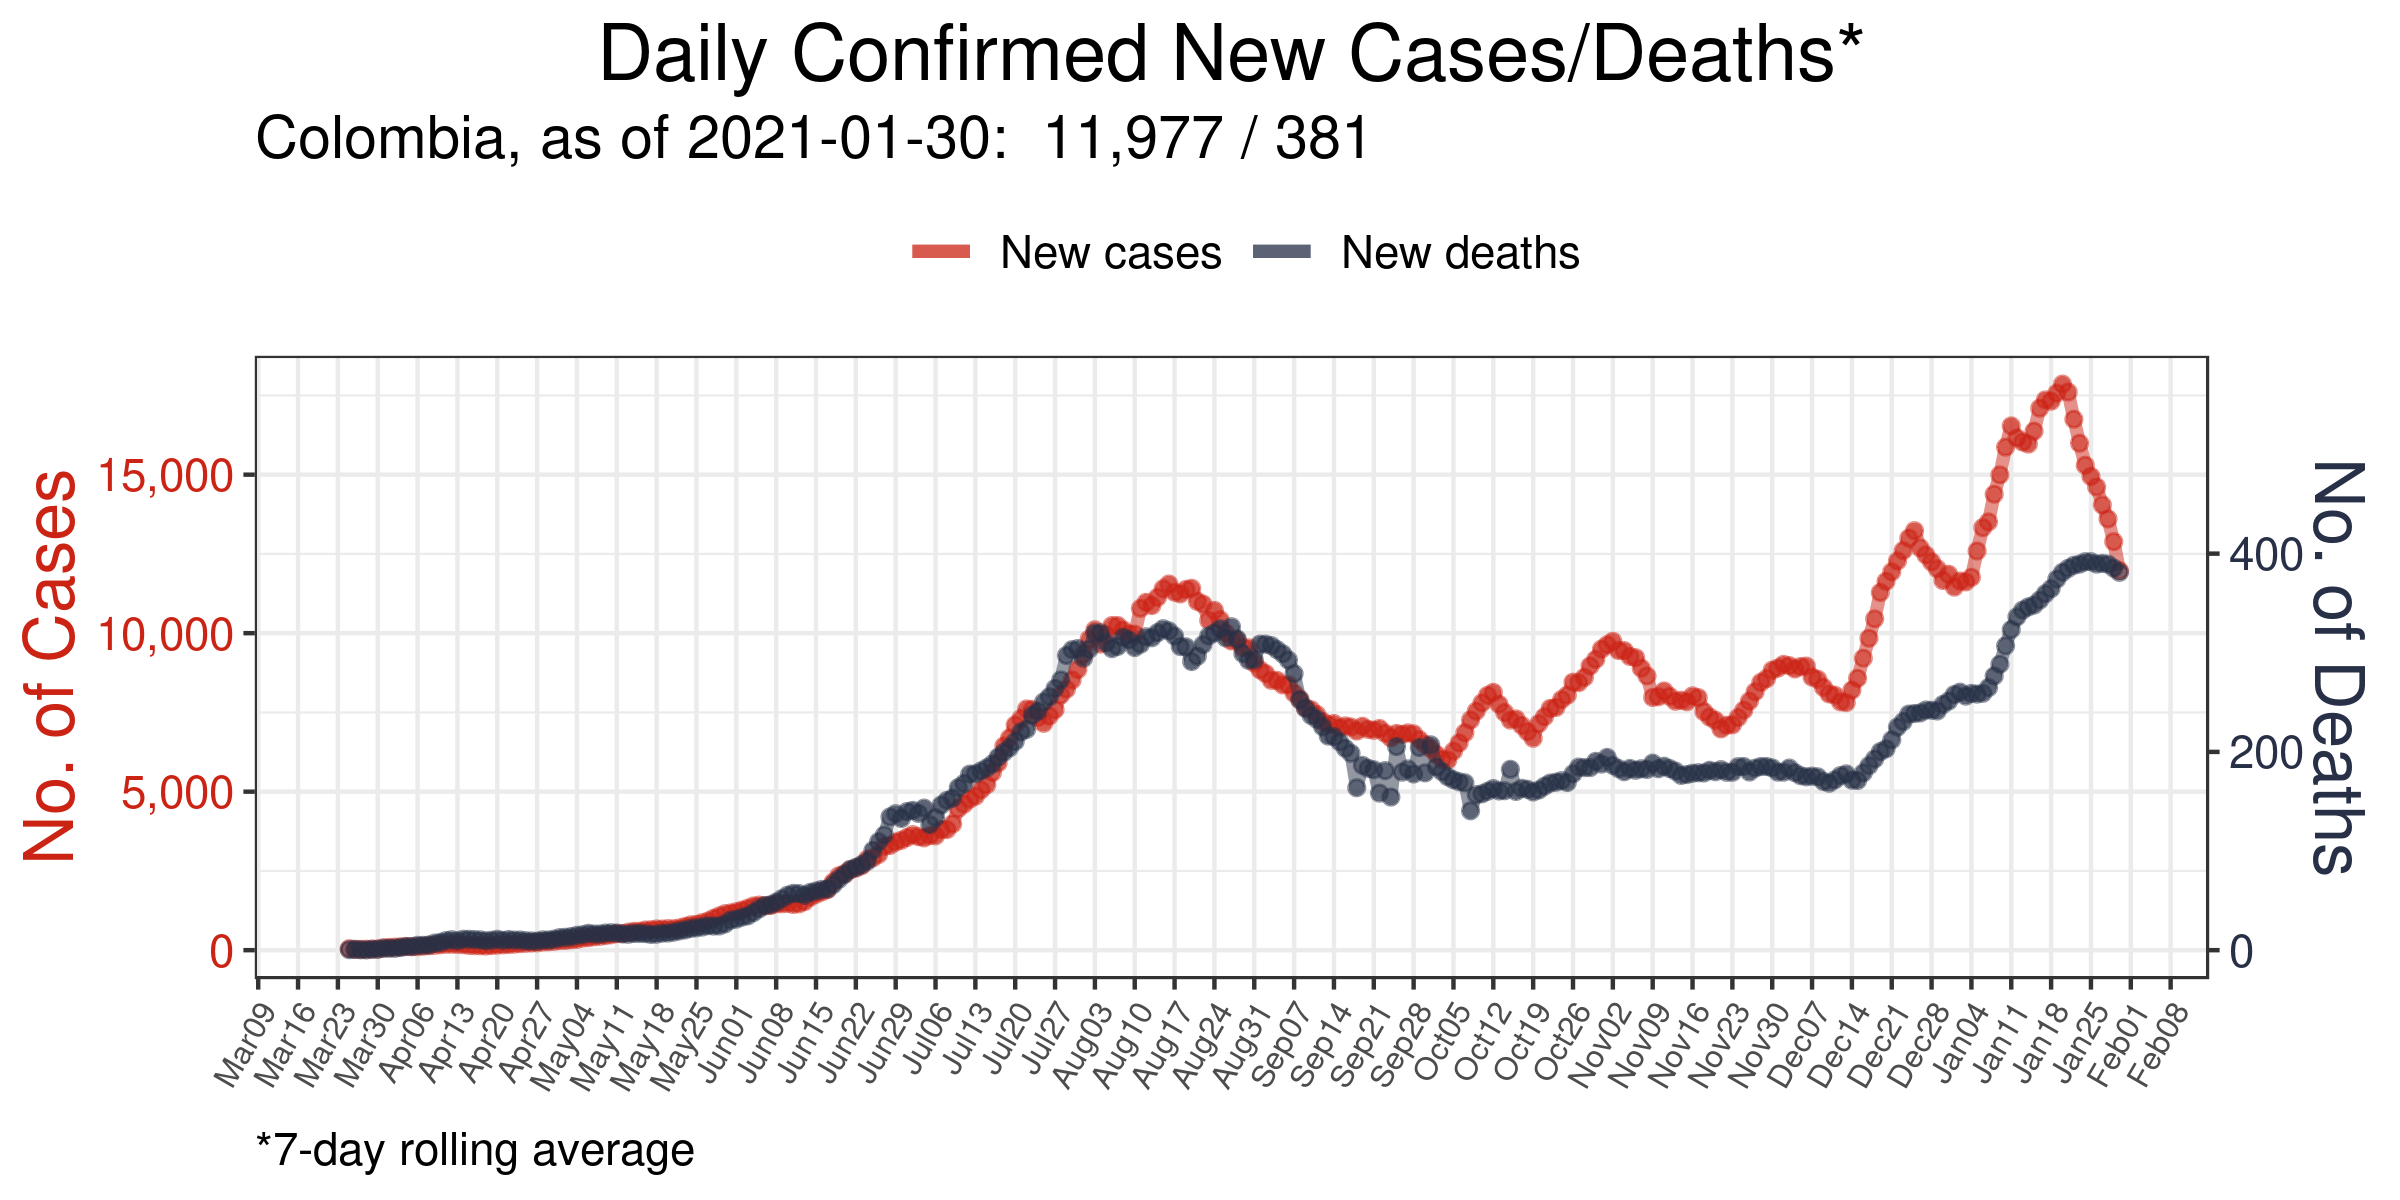 Daily Confirmed New Cases/Deaths*
Colombia, as of 2021-01-30:  11,977 / 381
New cases
New deaths
No. of Cases
15,000
10,000
5,000
0
No. of Deaths
400
200
0
Mar09
Mar16
Mar23
Mar30
Apr06
Apr13
Apr20
Apr27
May04
May11
May18
May25
Jun01
Jun08
Jun15
Jun22
Jun29
Jul06
Jul13
Jul20
Jul27
Aug03
Aug10
Aug17
Aug24
Aug31
Sep07
Sep14
Sep21
Sep28
Oct05
Oct12
Oct19
Oct26
Nov02
Nov09
Nov16
Nov23
Nov30
Dec07
Dec14
Dec21
Dec28
Jan04
Jan11
Jan18
Jan25
Feb01
Feb08
*7-day rolling average